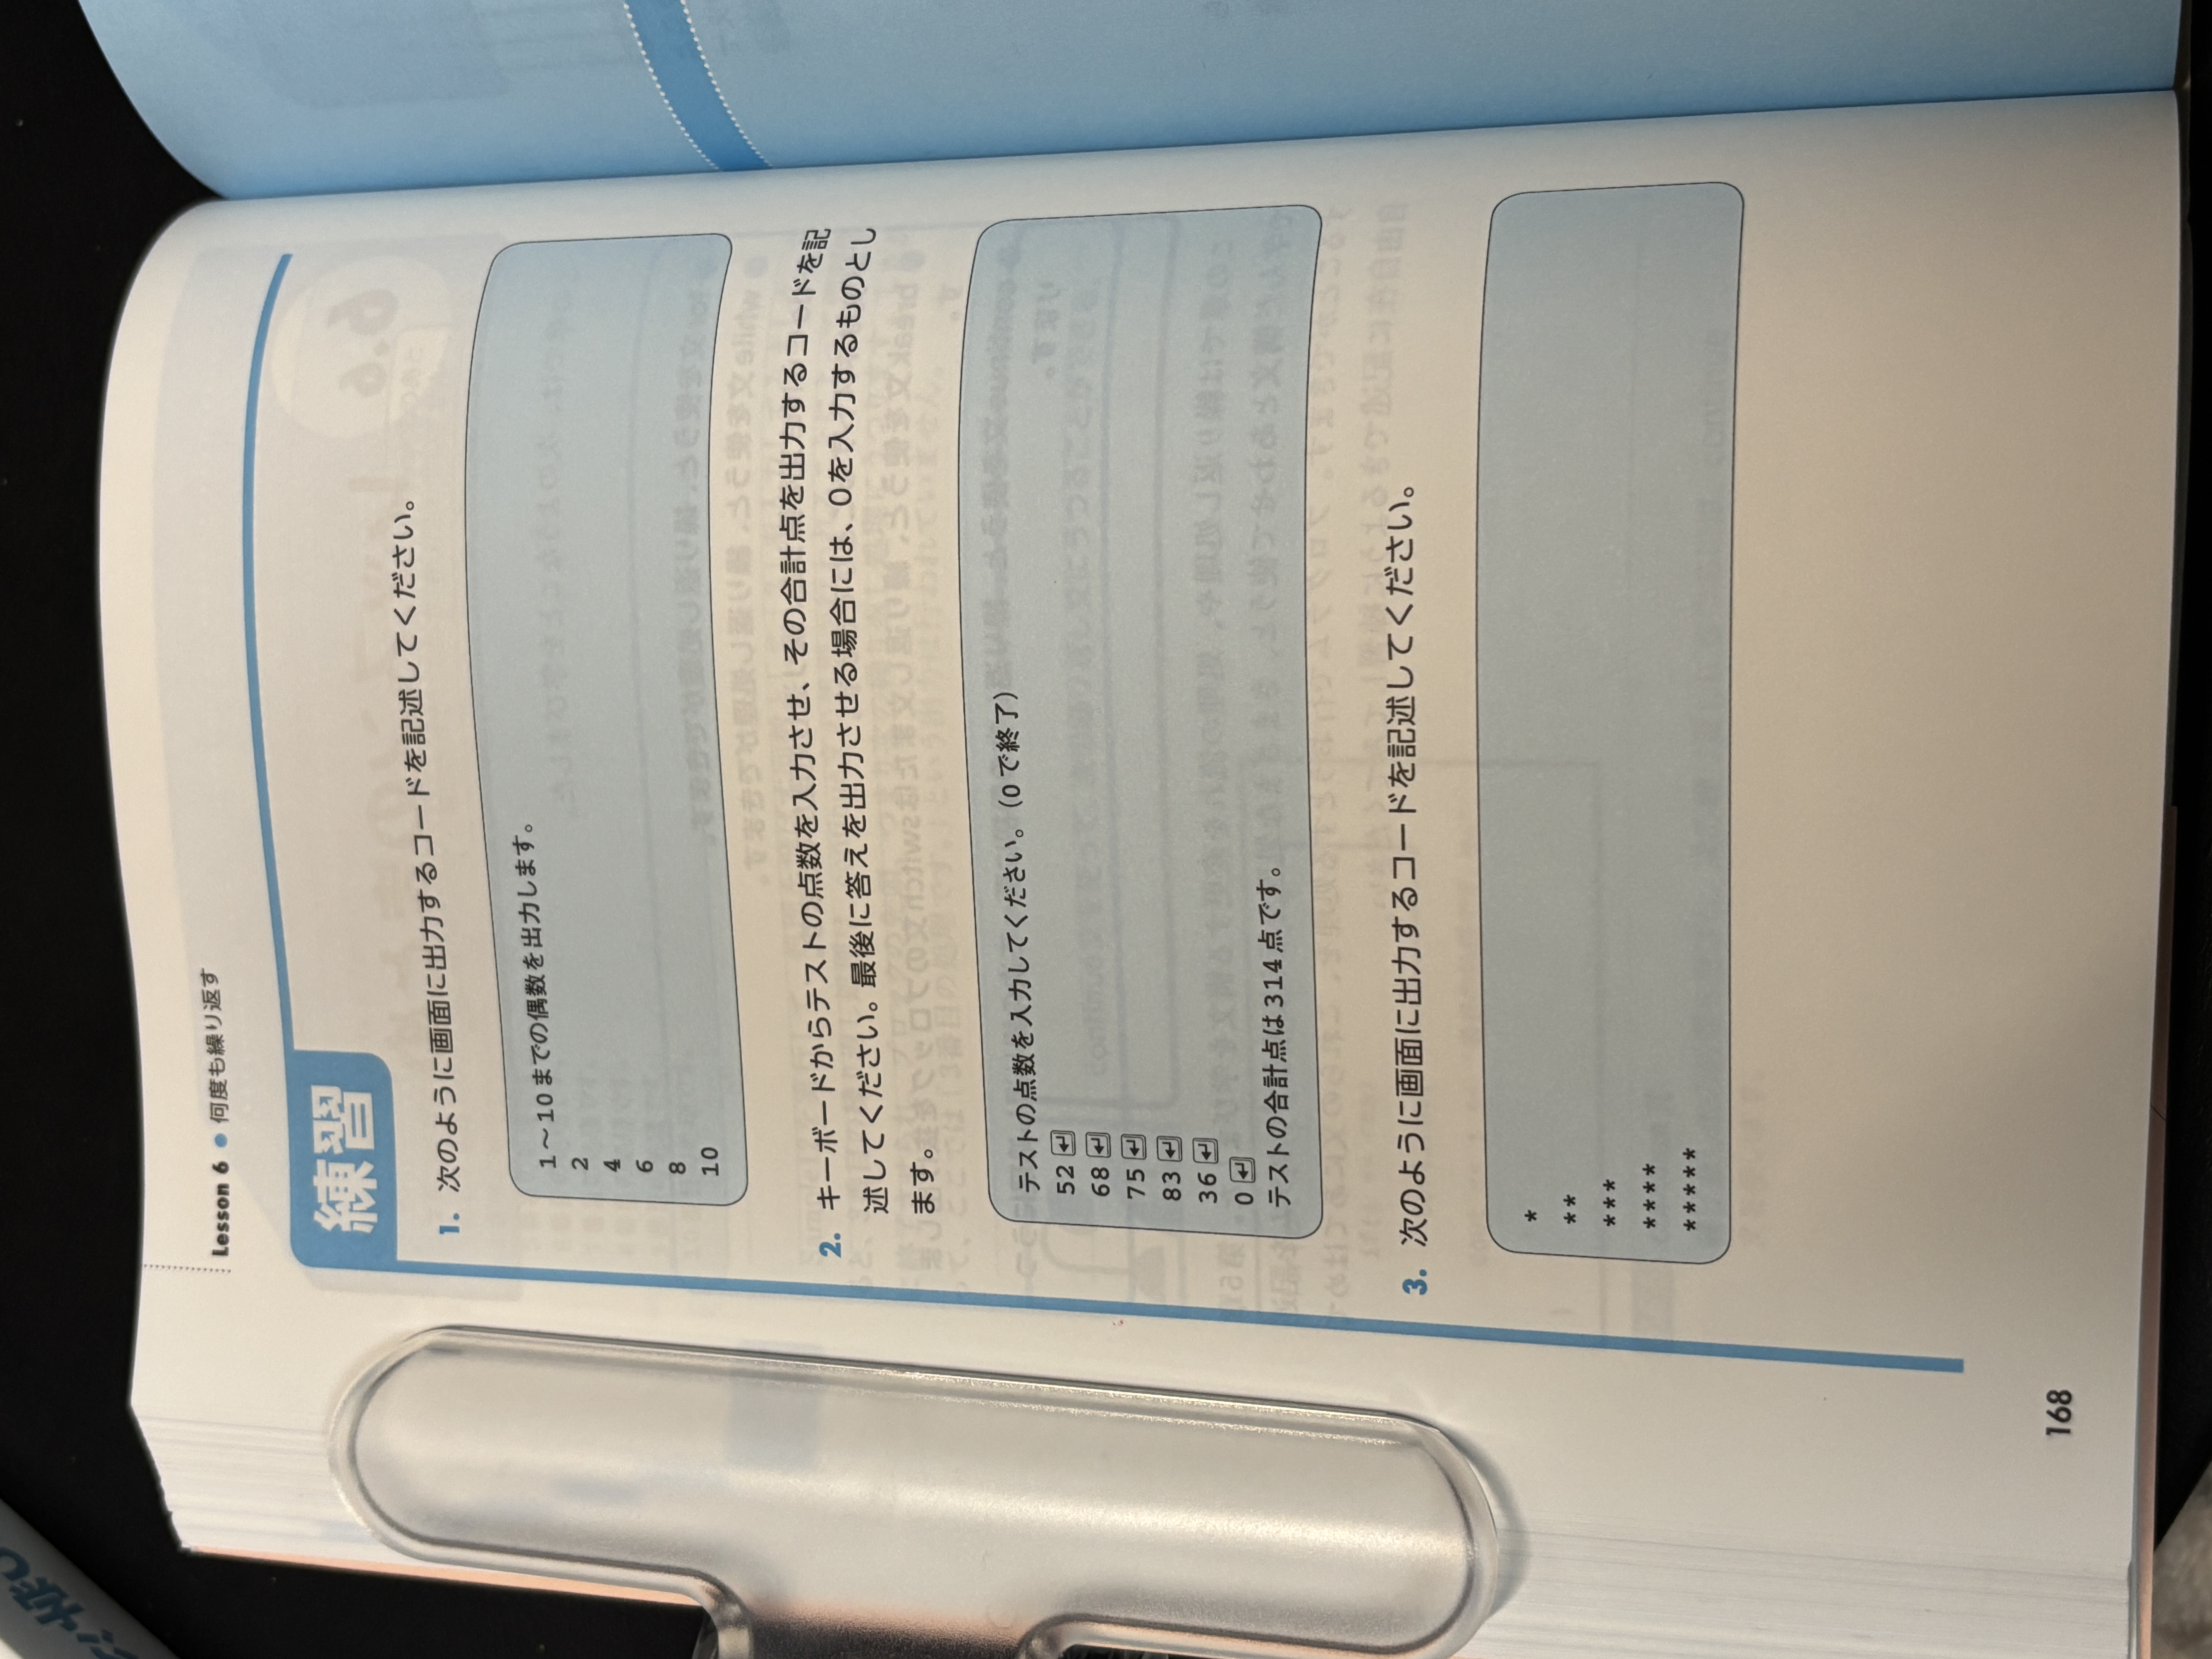 Lesson 6 ● 何度も繰り返す
練習
1. 次のように画面に出力するコードを記述してください。
1～10までの偶数を出力します。
2
4
6
8
10
2. キーボードからテストの点数を入力させ、その合計点を出力するコードを記
述してください。最後に答えを出力させる場合には、0を入力するものとし
ます。
テストの点数を入力してください。(0で終了)
52 ↵
68 ↵
75 ↵
83 ↵
36 ↵
0 ↵
テストの合計点は314点です。
3. 次のように画面に出力するコードを記述してください。
*
**
***
****
*****
168